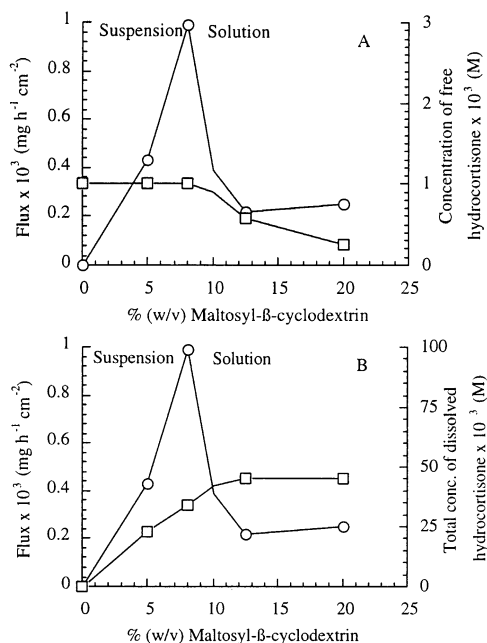 Suspension Solution A
Flux x 10³ (mg h⁻¹ cm⁻²)
1
0.8
0.6
0.4
0.2
0
3
2
1
0
Concentration of free
hydrocortisone x 10³ (M)
0 5 10 15 20 25
% (w/v) Maltosyl-ß-cyclodextrin
Suspension Solution B
Flux x 10³ (mg h⁻¹ cm⁻²)
1
0.8
0.6
0.4
0.2
0
100
75
50
25
0
Total conc. of dissolved
hydrocortisone x 10³ (M)
0 5 10 15 20 25
% (w/v) Maltosyl-ß-cyclodextrin